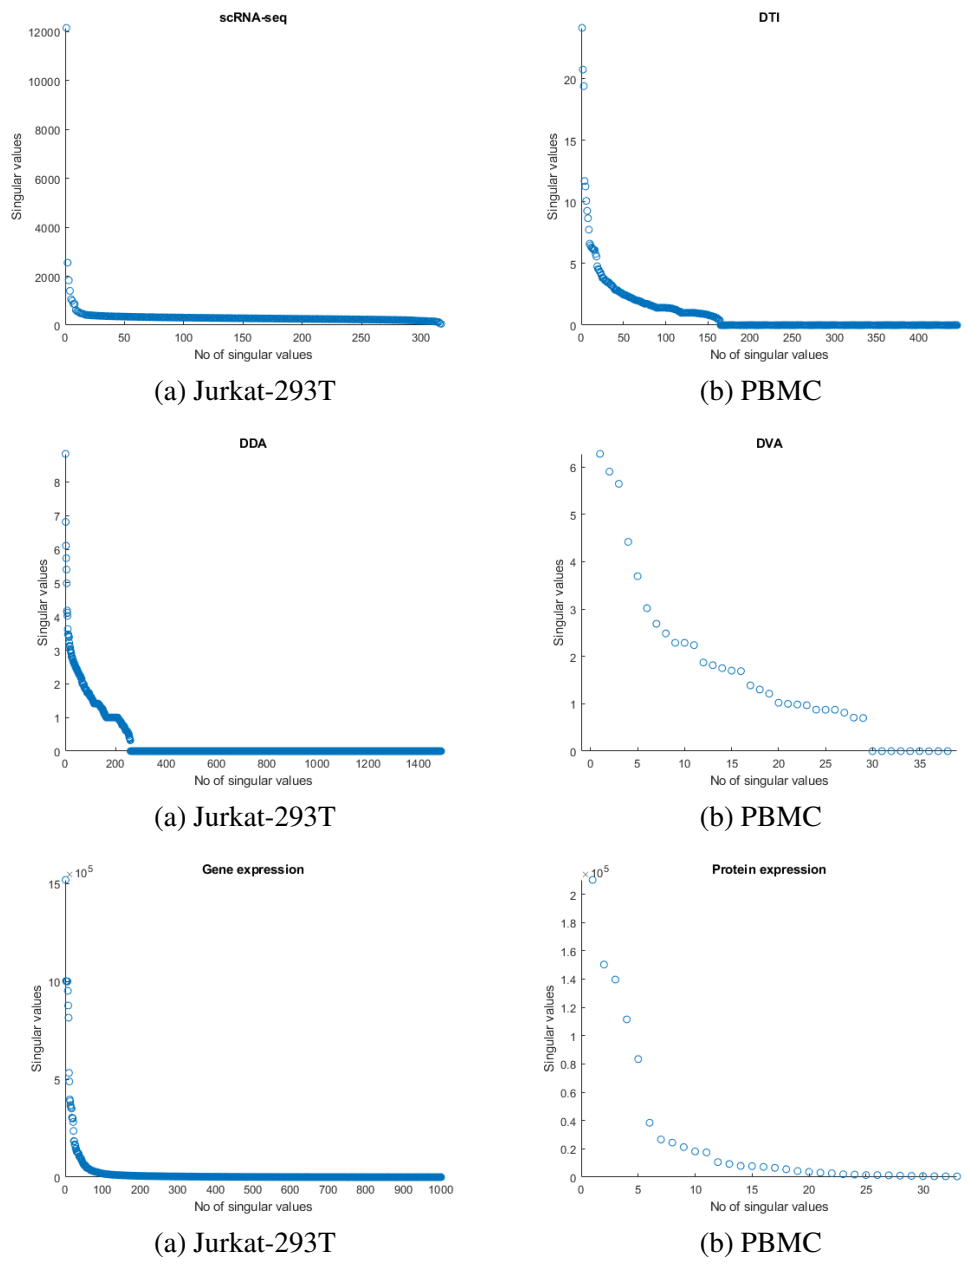 scRNA-seq
12000
10000
8000
6000
4000
2000
0
Singular values
0 50 100 150 200 250 300
No of singular values
(a) Jurkat-293T
DTI
20
15
10
5
0
Singular values
0 50 100 150 200 250 300 350 400
No of singular values
(b) PBMC
DDA
8
7
6
5
4
3
2
1
0
Singular values
0 200 400 600 800 1000 1200 1400
No of singular values
(a) Jurkat-293T
DVA
6
5
4
3
2
1
0
Singular values
0 5 10 15 20 25 30 35
No of singular values
(b) PBMC
Gene expression
×10^5
15
10
5
0
Singular values
0 100 200 300 400 500 600 700 800 900 1000
No of singular values
(a) Jurkat-293T
Protein expression
×10^5
2
1.8
1.6
1.4
1.2
1
0.8
0.6
0.4
0.2
0
Singular values
0 5 10 15 20 25 30
No of singular values
(b) PBMC